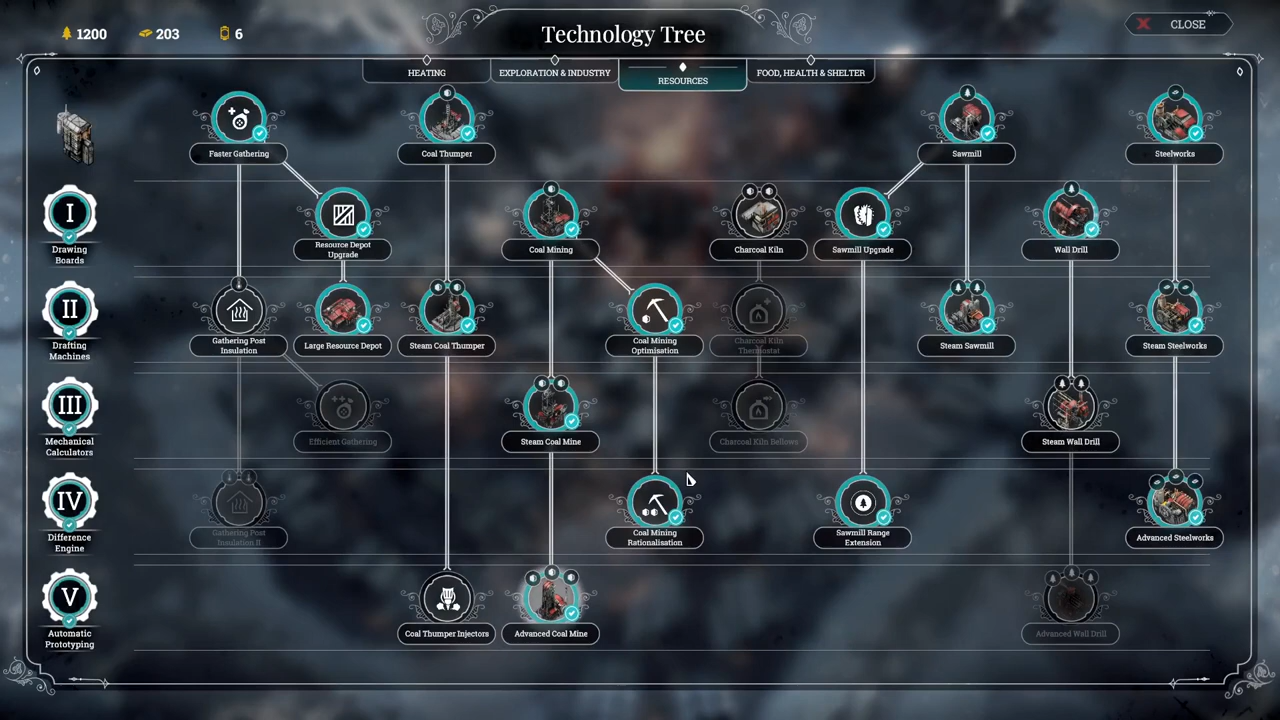 1200 203 6
Technology Tree
CLOSE
HEATING
EXPLORATION & INDUSTRY
RESOURCES
FOOD, HEALTH & SHELTER
Faster Gathering
Coal Thumper
Sawmill
Steelworks
I
Drawing
Boards
Resource Depot
Upgrade
Coal Mining
Charcoal Kiln
Sawmill Upgrade
Wall Drill
II
Drafting
Machines
Gathering Post
Insulation
Large Resource Depot
Steam Coal Thumper
Coal Mining
Optimisation
Charcoal Kiln
Thermostat
Steam Sawmill
Steam Steelworks
III
Mechanical
Calculators
Efficient Gathering
Steam Coal Mine
Charcoal Kiln Bellows
Steam Wall Drill
IV
Difference
Engine
Gathering Post
Insulation II
Coal Mining
Rationalisation
Sawmill Range
Extension
Advanced Steelworks
V
Automatic
Prototyping
Coal Thumper Injectors
Advanced Coal Mine
Advanced Wall Drill